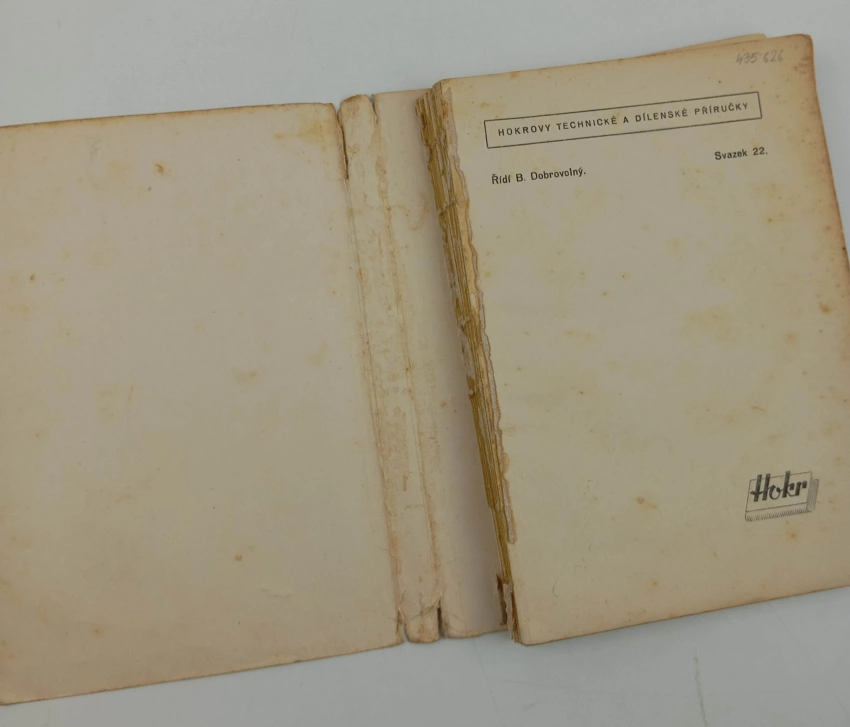 435 626
HOKROVY TECHNICKÉ A DÍLENSKÉ PŘÍRUČKY
Svazek 22.
Řídí B. Dobrovolný.
Hokr